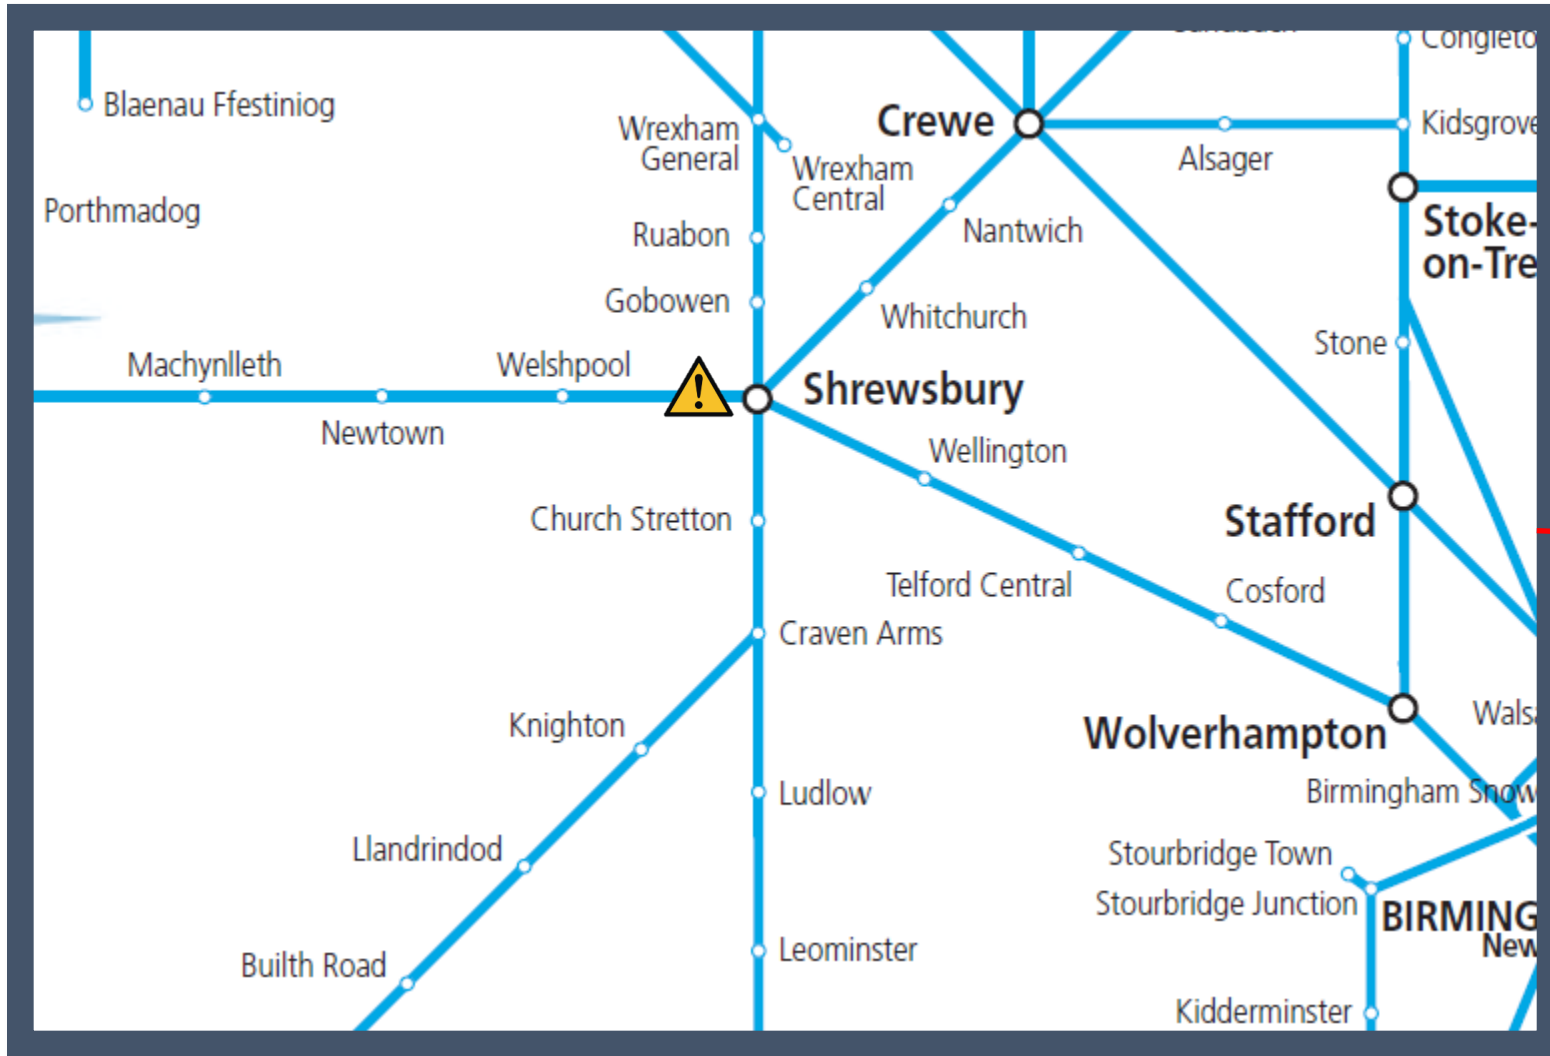 Congleto
Blaenau Ffestiniog
Wrexham
General
Crewe
Kidsgrove
Alsager
Wrexham
Central
Porthmadog
Ruabon
Nantwich
Stoke-
on-Tre
Gobowen
Whitchurch
Stone
Machynlleth
Welshpool
Shrewsbury
Newtown
Wellington
Church Stretton
Stafford
Telford Central
Cosford
Craven Arms
Knighton
Wolverhampton
Walsa
Ludlow
Birmingham Snow
Llandrindod
Stourbridge Town
Stourbridge Junction
BIRMING
New
Leominster
Builth Road
Kidderminster